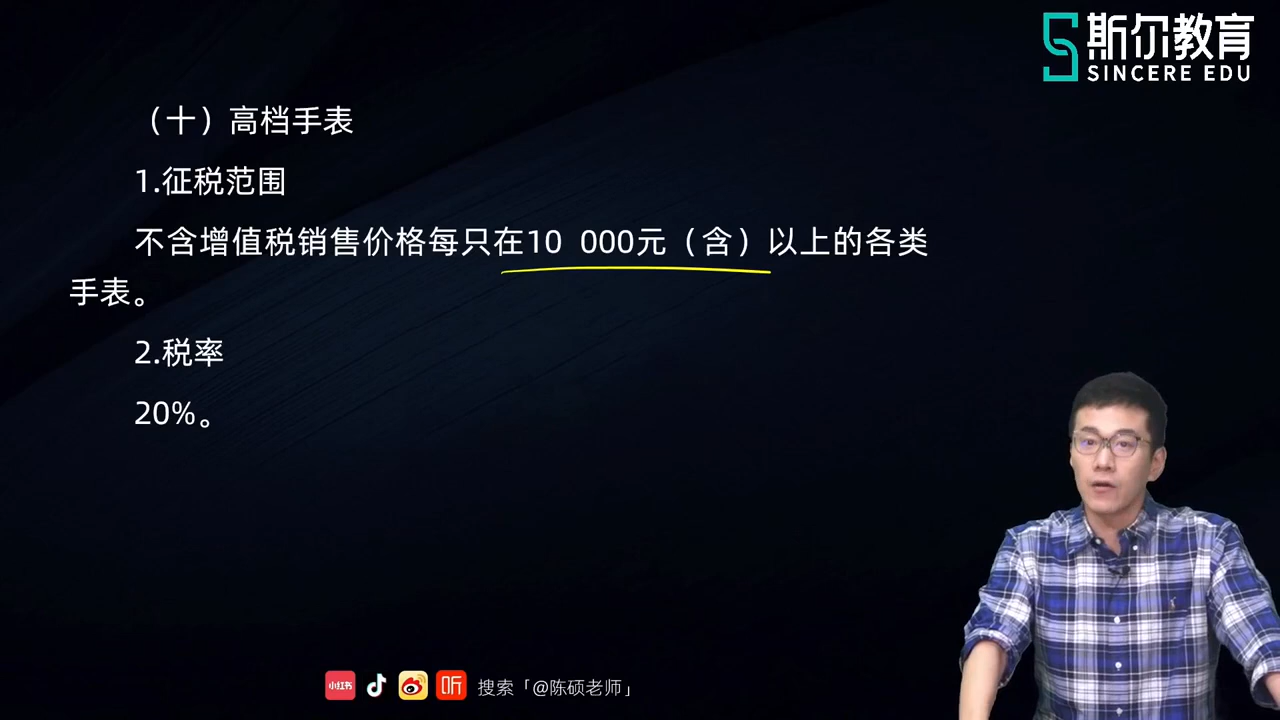 斯尔教育
SINCERE EDU
（十）高档手表
1.征税范围
不含增值税销售价格每只在10 000元（含）以上的各类
手表。
2.税率
20%。
小红书
听
搜索「@陈硕老师」